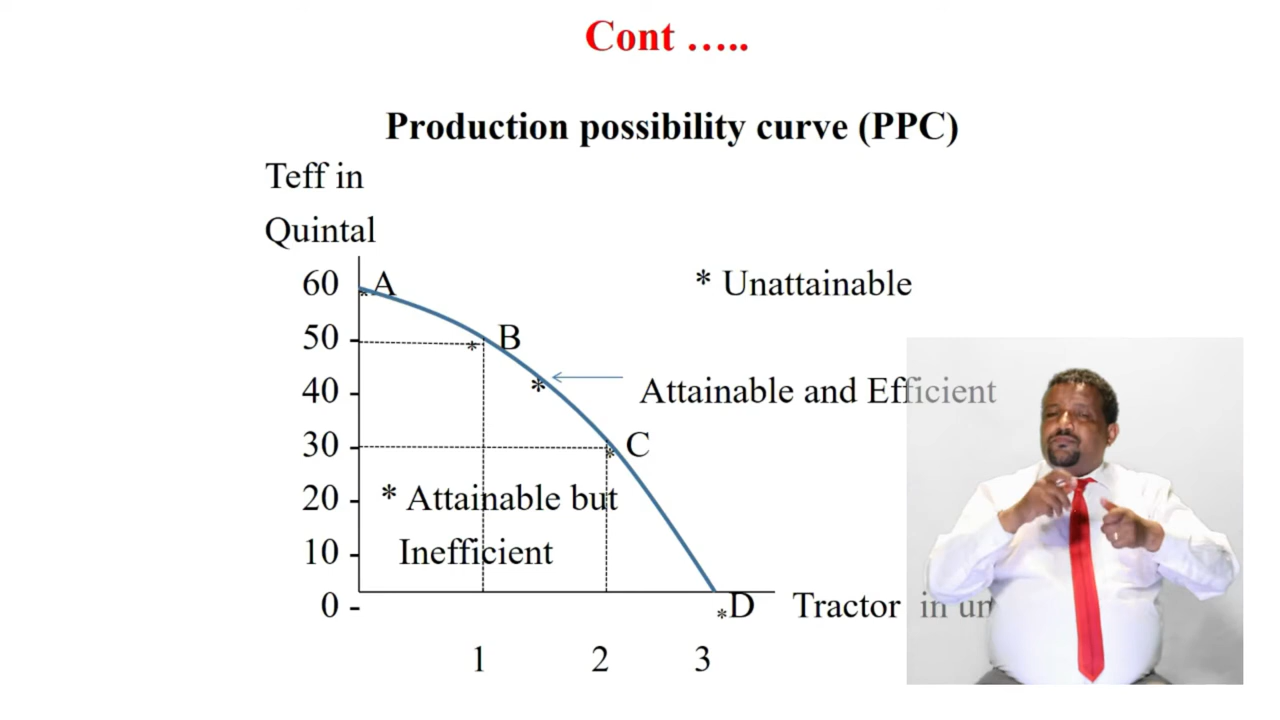 Cont …..
Production possibility curve (PPC)
Teff in
Quintal
60
A
* Unattainable
50 -
B
40 -
Attainable and Efficient
30 -
C
20 -
* Attainable but
10 -
Inefficient
0 -
D
Tractor in
1 2 3